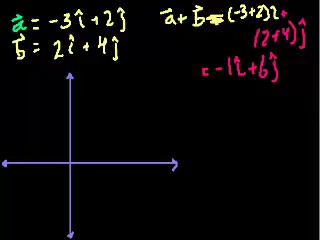 a⃗ = -3î + 2ĵ
b⃗ = 2î + 4ĵ
a⃗ + b⃗ = (-3+2)î +
(2+4)ĵ
= -1î + 6ĵ